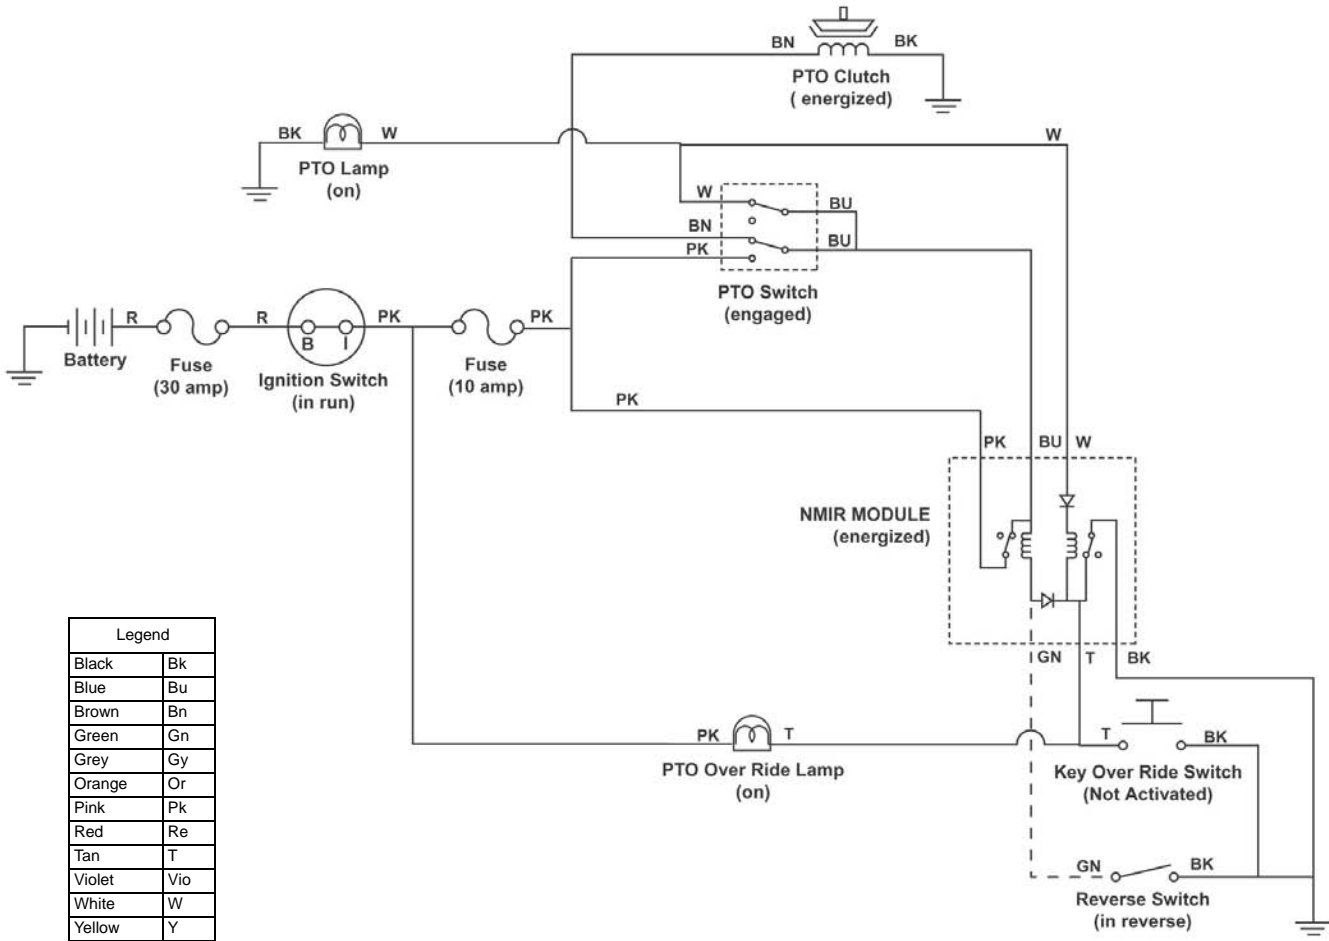 BN
BK
PTO Clutch
( energized)
BK
W
W
PTO Lamp
(on)
W
BU
BN
BU
PK
PTO Switch
(engaged)
R
R
PK
PK
B
I
Battery
Fuse
(30 amp)
Ignition Switch
(in run)
Fuse
(10 amp)
PK
PK
BU
W
NMIR MODULE
(energized)
GN
T
BK
PK
T
T
BK
PTO Over Ride Lamp
(on)
Key Over Ride Switch
(Not Activated)
GN
BK
Reverse Switch
(in reverse)
Legend
Black Bk
Blue Bu
Brown Bn
Green Gn
Grey Gy
Orange Or
Pink Pk
Red Re
Tan T
Violet Vio
White W
Yellow Y